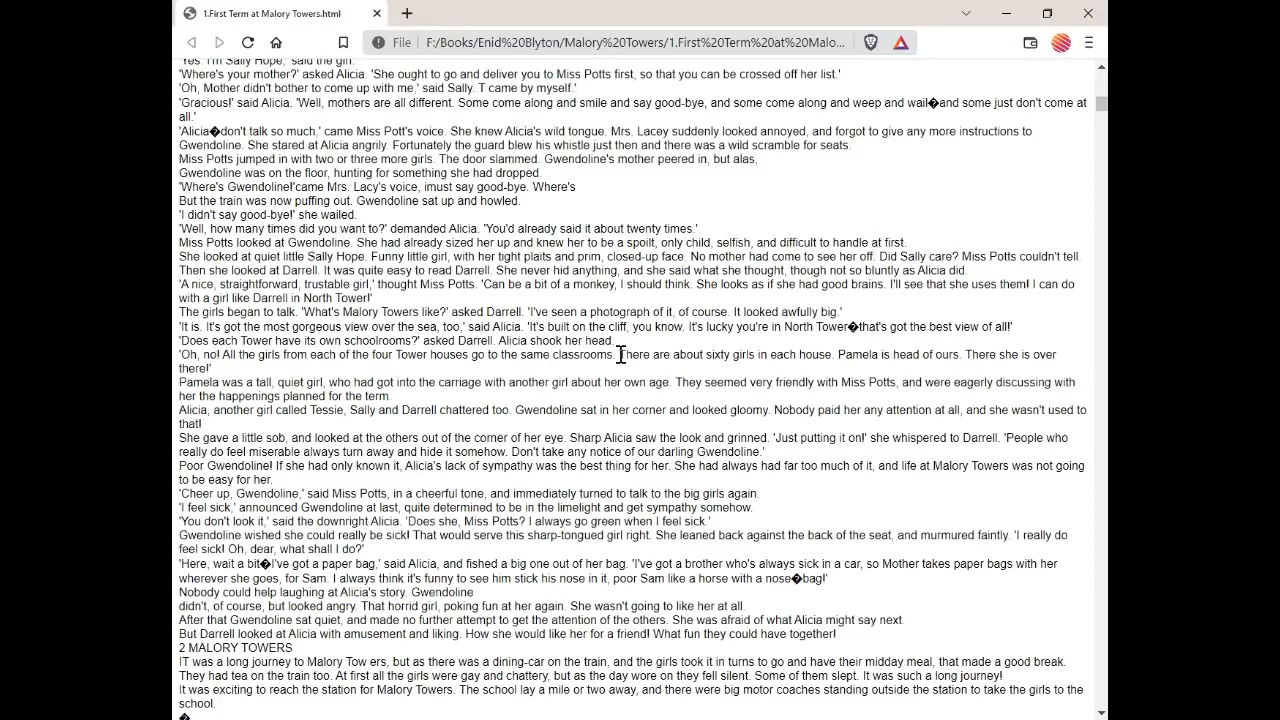 1.First Term at Malory Towers.html
File
F:/Books/Enid%20Blyton/Malory%20Towers/1.First%20Term%20at%20Malo...
'Yes. I'm Sally Hope,' said the girl.
'Where's your mother?' asked Alicia. 'She ought to go and deliver you to Miss Potts first, so that you can be crossed off her list.'
'Oh, Mother didn't bother to come up with me,' said Sally. T came by myself.'
'Gracious!' said Alicia. 'Well, mothers are all different. Some come along and smile and say good-bye, and some come along and weep and wail�and some just don't come at
all.'
'Alicia�don't talk so much,' came Miss Pott's voice. She knew Alicia's wild tongue. Mrs. Lacey suddenly looked annoyed, and forgot to give any more instructions to
Gwendoline. She stared at Alicia angrily. Fortunately the guard blew his whistle just then and there was a wild scramble for seats.
Miss Potts jumped in with two or three more girls. The door slammed. Gwendoline's mother peered in, but alas,
Gwendoline was on the floor, hunting for something she had dropped.
'Where's Gwendoline!'came Mrs. Lacy's voice, imust say good-bye. Where's
But the train was now puffing out. Gwendoline sat up and howled.
'I didn't say good-bye!' she wailed.
'Well, how many times did you want to?' demanded Alicia. 'You'd already said it about twenty times.'
Miss Potts looked at Gwendoline. She had already sized her up and knew her to be a spoilt, only child, selfish, and difficult to handle at first.
She looked at quiet little Sally Hope. Funny little girl, with her tight plaits and prim, closed-up face. No mother had come to see her off. Did Sally care? Miss Potts couldn't tell.
Then she looked at Darrell. It was quite easy to read Darrell. She never hid anything, and she said what she thought, though not so bluntly as Alicia did.
'A nice, straightforward, trustable girl,' thought Miss Potts. 'Can be a bit of a monkey, I should think. She looks as if she had good brains. I'll see that she uses them! I can do
with a girl like Darrell in North Tower!'
The girls began to talk. 'What's Malory Towers like?' asked Darrell. 'I've seen a photograph of it, of course. It looked awfully big.'
'It is. It's got the most gorgeous view over the sea, too,' said Alicia. 'It's built on the cliff, you know. It's lucky you're in North Tower�that's got the best view of all!'
'Does each Tower have its own schoolrooms?' asked Darrell. Alicia shook her head.
'Oh, no! All the girls from each of the four Tower houses go to the same classrooms. There are about sixty girls in each house. Pamela is head of ours. There she is over
there!'
Pamela was a tall, quiet girl, who had got into the carriage with another girl about her own age. They seemed very friendly with Miss Potts, and were eagerly discussing with
her the happenings planned for the term.
Alicia, another girl called Tessie, Sally and Darrell chattered too. Gwendoline sat in her corner and looked gloomy. Nobody paid her any attention at all, and she wasn't used to
that!
She gave a little sob, and looked at the others out of the corner of her eye. Sharp Alicia saw the look and grinned. 'Just putting it on!' she whispered to Darrell. 'People who
really do feel miserable always turn away and hide it somehow. Don't take any notice of our darling Gwendoline.'
Poor Gwendoline! If she had only known it, Alicia's lack of sympathy was the best thing for her. She had always had far too much of it, and life at Malory Towers was not going
to be easy for her.
'Cheer up, Gwendoline,' said Miss Potts, in a cheerful tone, and immediately turned to talk to the big girls again.
'I feel sick,' announced Gwendoline at last, quite determined to be in the limelight and get sympathy somehow.
'You don't look it,' said the downright Alicia. 'Does she, Miss Potts? I always go green when I feel sick.'
Gwendoline wished she could really be sick! That would serve this sharp-tongued girl right. She leaned back against the back of the seat, and murmured faintly. 'I really do
feel sick! Oh, dear, what shall I do?'
'Here, wait a bit�I've got a paper bag,' said Alicia, and fished a big one out of her bag. 'I've got a brother who's always sick in a car, so Mother takes paper bags with her
wherever she goes, for Sam. I always think it's funny to see him stick his nose in it, poor Sam like a horse with a nose�bag!'
Nobody could help laughing at Alicia's story. Gwendoline
didn't, of course, but looked angry. That horrid girl, poking fun at her again. She wasn't going to like her at all.
After that Gwendoline sat quiet, and made no further attempt to get the attention of the others. She was afraid of what Alicia might say next.
But Darrell looked at Alicia with amusement and liking. How she would like her for a friend! What fun they could have together!
2 MALORY TOWERS
IT was a long journey to Malory Tow ers, but as there was a dining-car on the train, and the girls took it in turns to go and have their midday meal, that made a good break.
They had tea on the train too. At first all the girls were gay and chattery, but as the day wore on they fell silent. Some of them slept. It was such a long journey!
It was exciting to reach the station for Malory Towers. The school lay a mile or two away, and there were big motor coaches standing outside the station to take the girls to the
school.
�